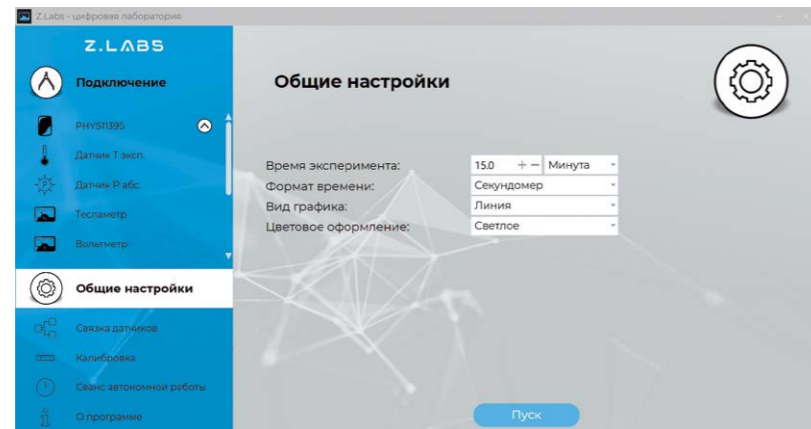 Z.Labs - цифровая лаборатория
Z.LABS
Подключение
PHYS11395
Датчик Т эксп.
Датчик Р абс.
Тесламетр
Вольтметр
Общие настройки
Связка датчиков
Калибровка
Сеанс автономной работы
О программе
Общие настройки
Время эксперимента: 15.0 + − Минута
Формат времени: Секундомер
Вид графика: Линия
Цветовое оформление: Светлое
Пуск